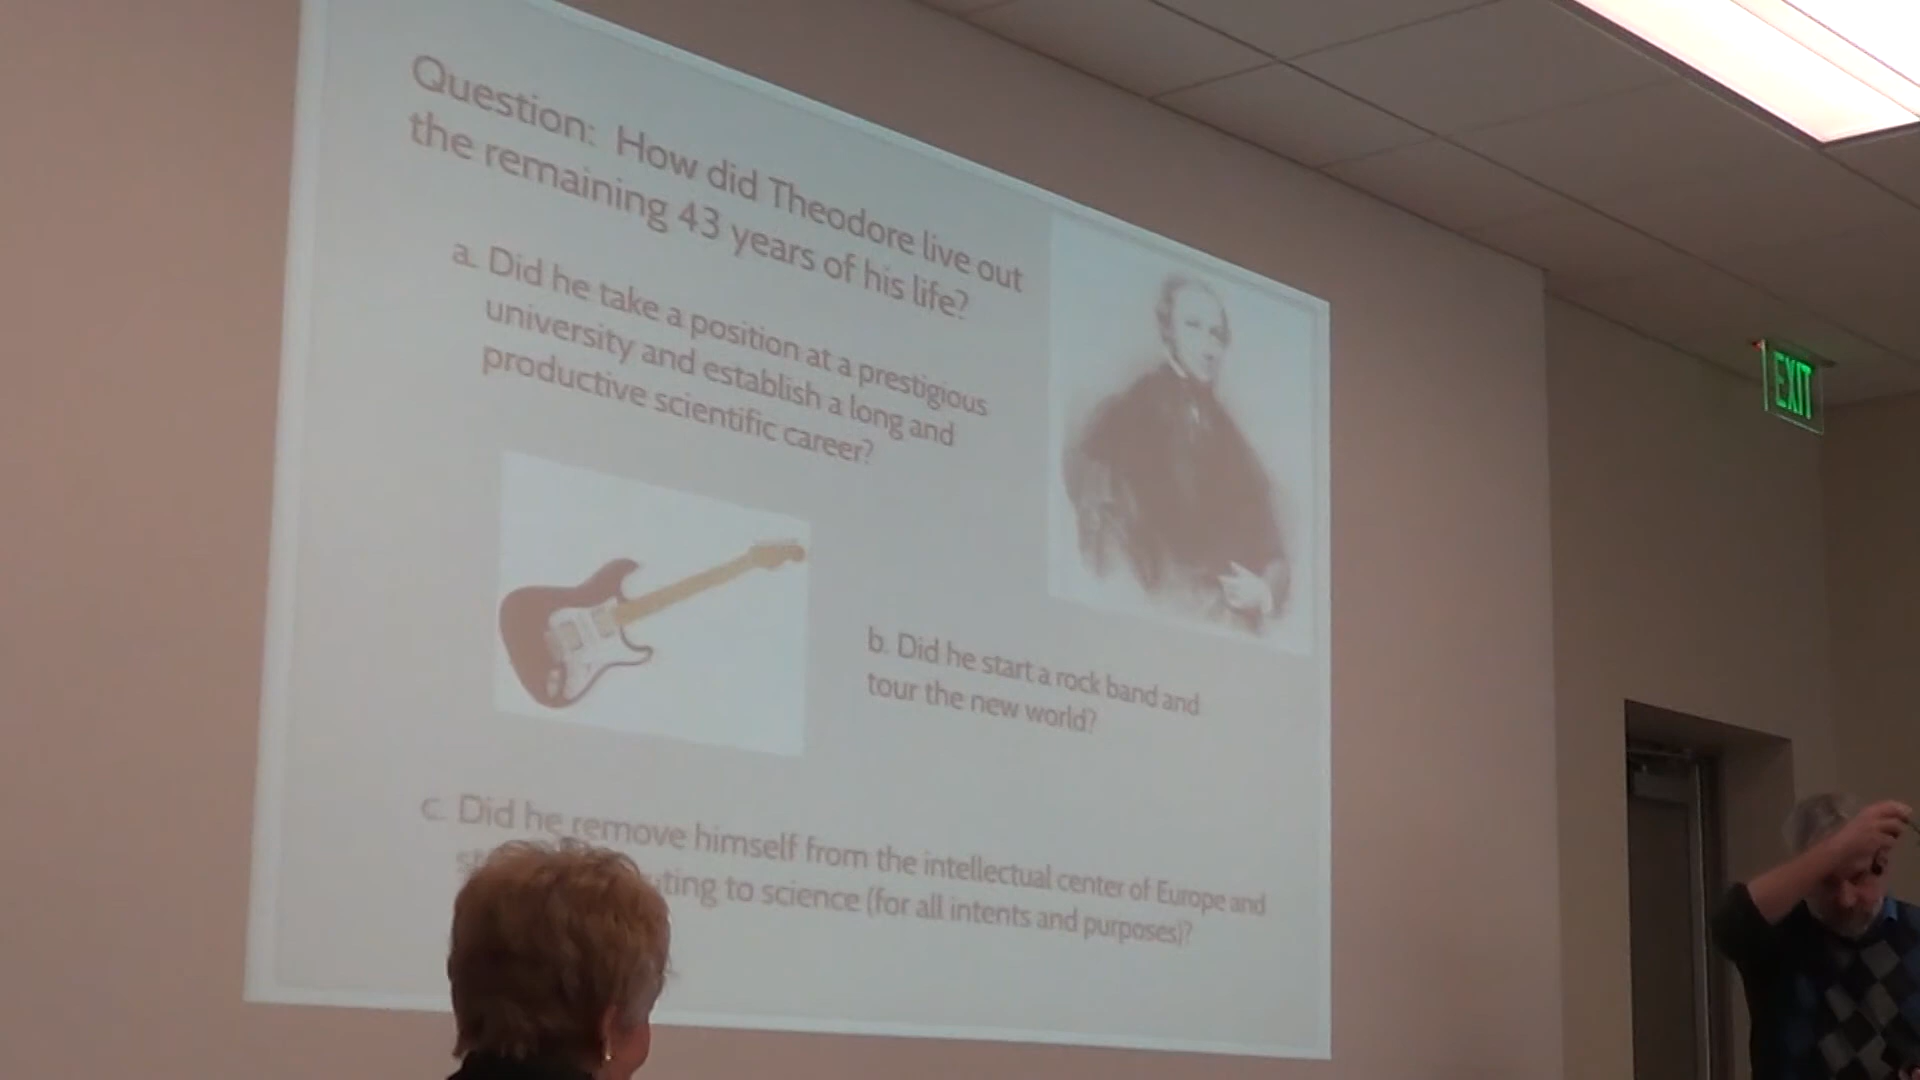 Question: How did Theodore live out
the remaining 43 years of his life?
a. Did he take a position at a prestigious
university and establish a long and
productive scientific career?
b. Did he start a rock band and
tour the new world?
c. Did he remove himself from the intellectual center of Europe and
to science (for all intents and purposes)?
EXIT